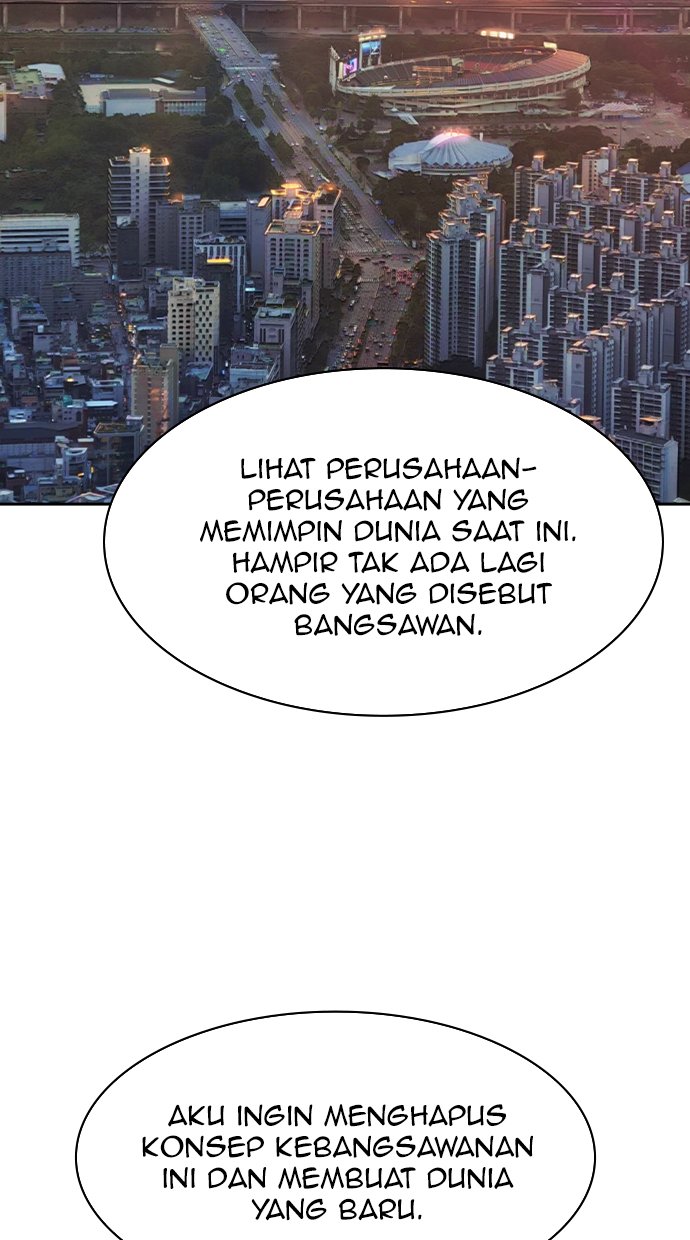 LIHAT PERUSAHAAN-
PERUSAHAAN YANG
MEMIMPIN DUNIA SAAT INI.
HAMPIR TAK ADA LAGI
ORANG YANG DISEBUT
BANGSAWAN.
AKU INGIN MENGHAPUS
KONSEP KEBANGSAWANAN
INI DAN MEMBUAT DUNIA
YANG BARU.